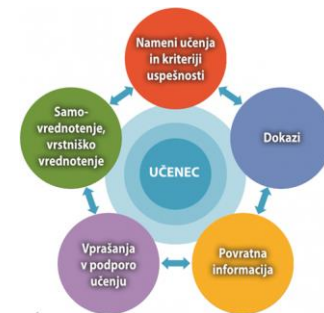 Nameni učenja
in kriteriji
uspešnosti
Samo-
vrednotenje,
vrstniško
vrednotenje
Dokazi
UČENEC
Vprašanja
v podporo
učenju
Povratna
informacija